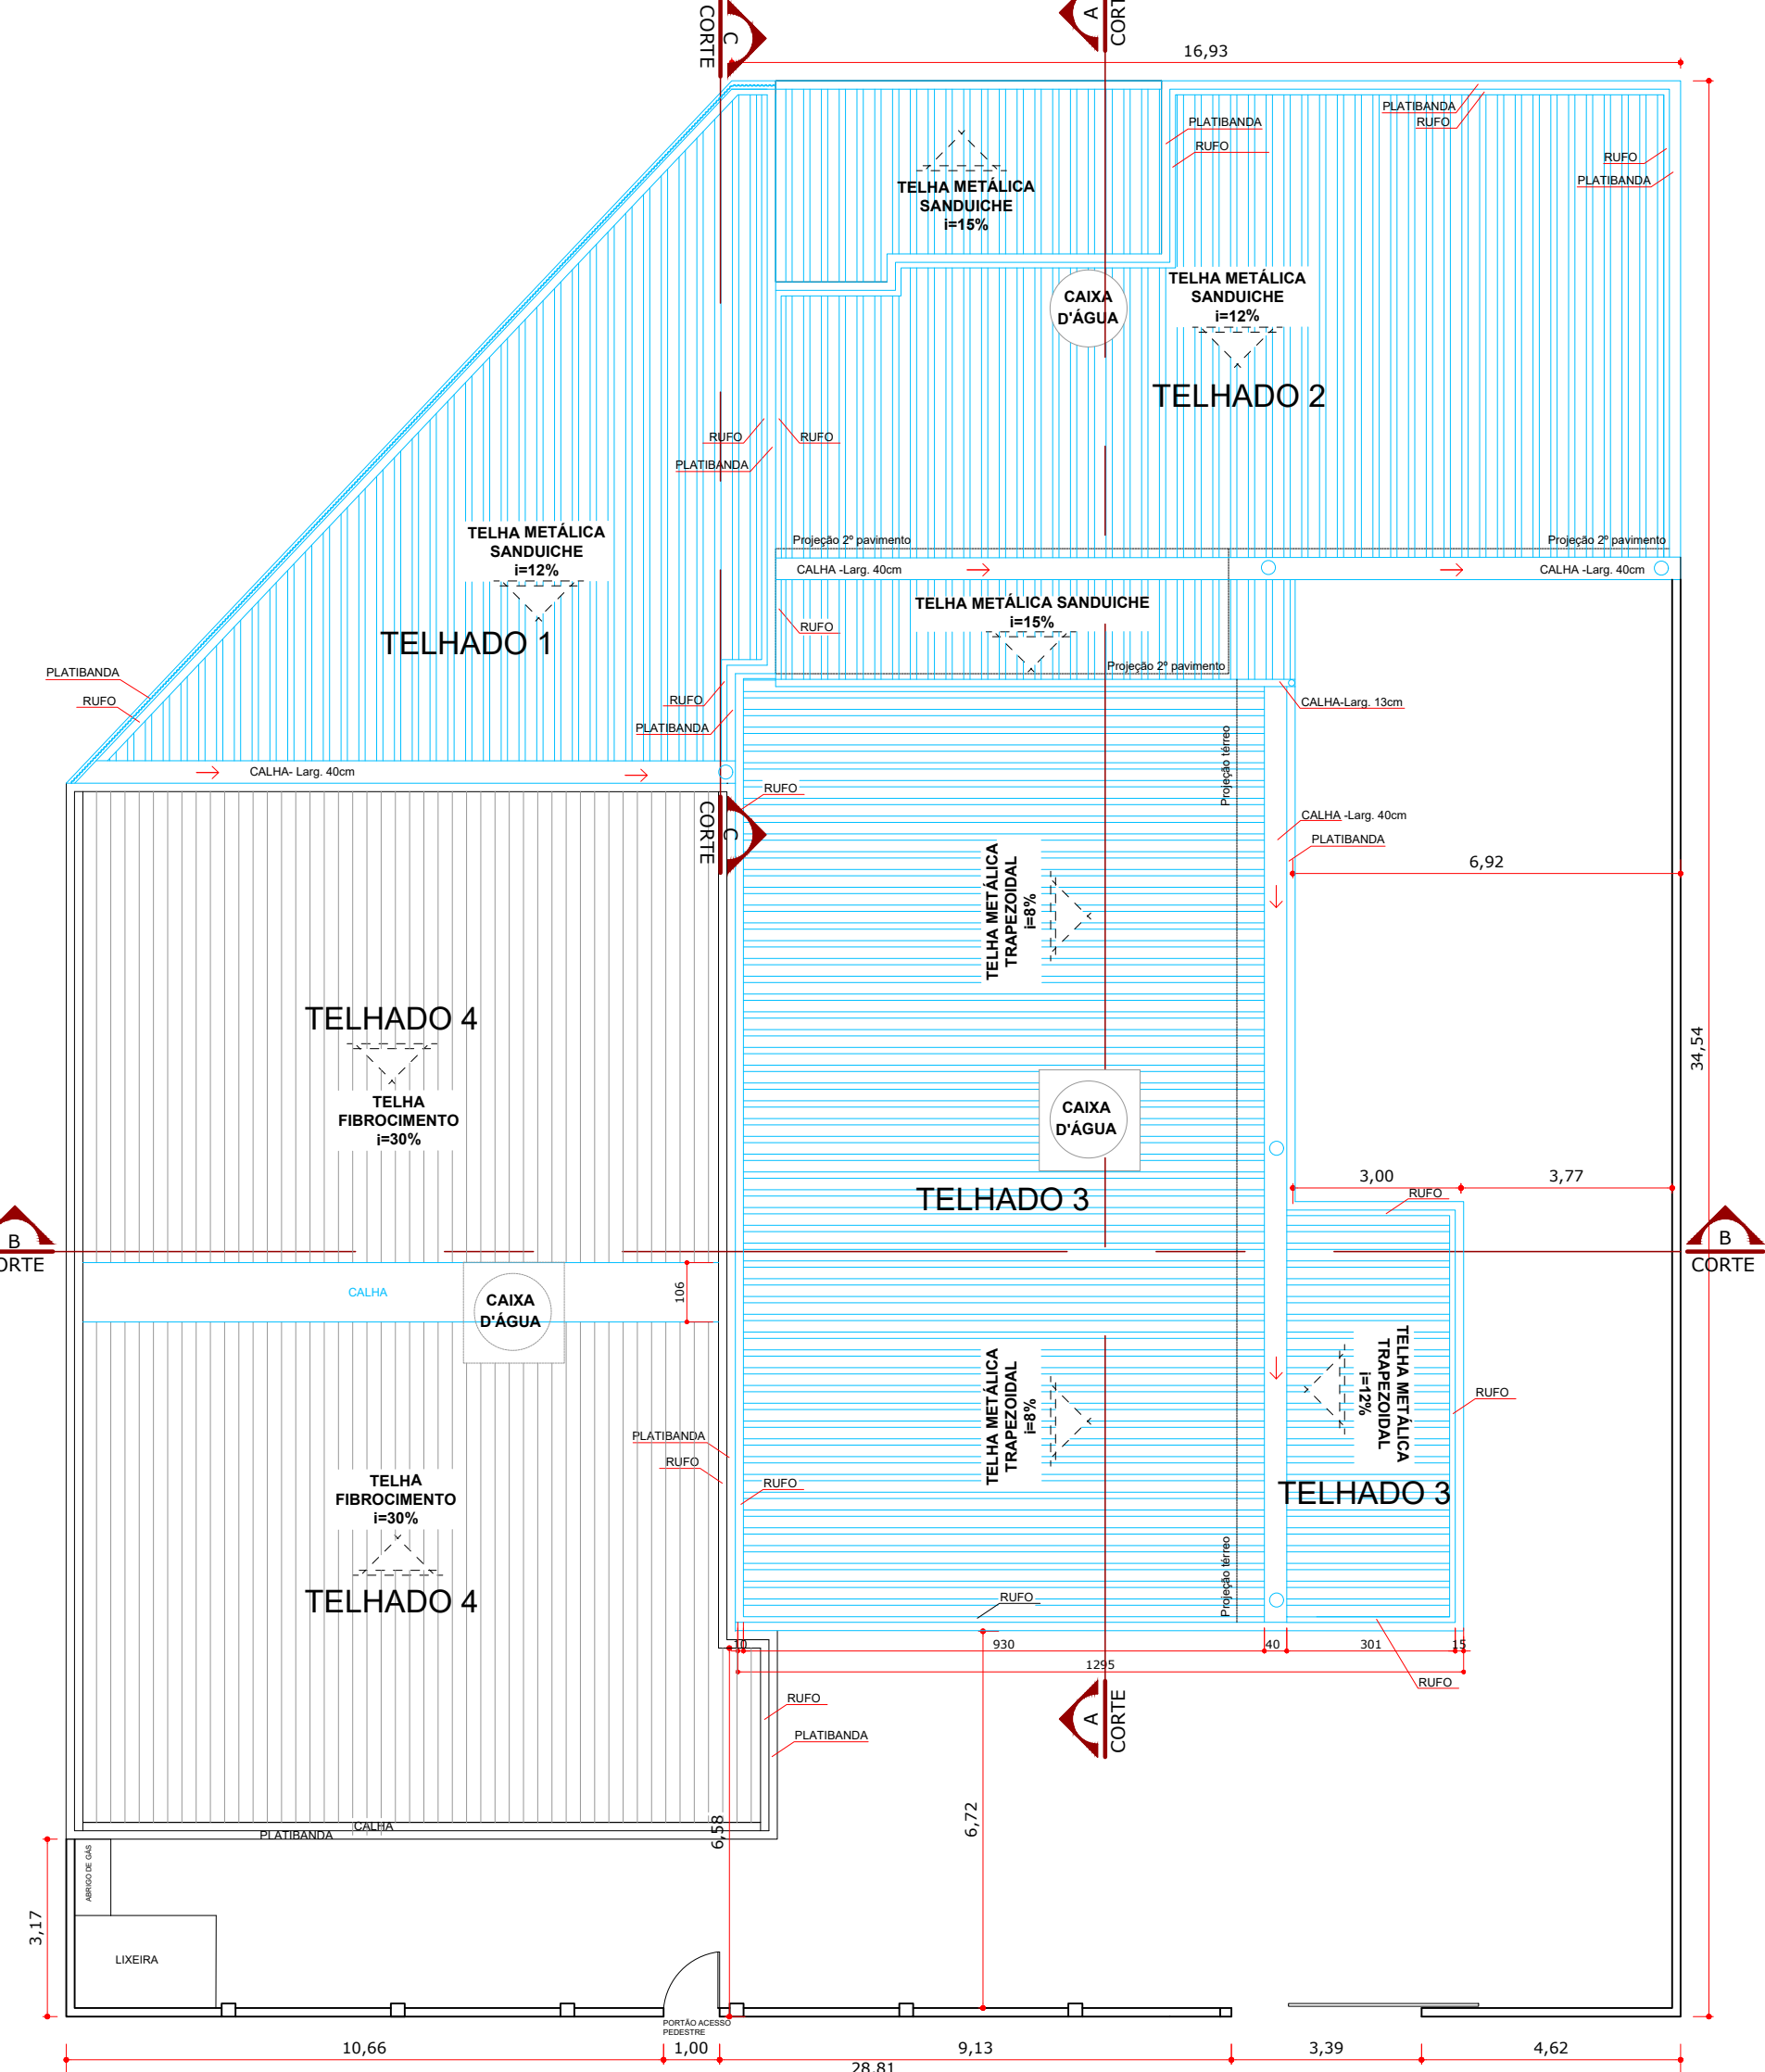 CORTE
C
A
16,93
PLATIBANDA
RUFO
PLATIBANDA
RUFO
RUFO
PLATIBANDA
TELHA METÁLICA
SANDUICHE
i=15%
TELHA METÁLICA
SANDUICHE
i=12%
CAIXA
D'ÁGUA
TELHADO 2
RUFO
RUFO
PLATIBANDA
TELHA METÁLICA
SANDUICHE
i=12%
TELHADO 1
Projeção 2º pavimento
Projeção 2º pavimento
CALHA -Larg. 40cm
CALHA -Larg. 40cm
TELHA METÁLICA SANDUICHE
i=15%
RUFO
Projeção 2º pavimento
PLATIBANDA
RUFO
RUFO
PLATIBANDA
CALHA-Larg. 13cm
Projeção térreo
CALHA- Larg. 40cm
RUFO
CORTE
C
CALHA -Larg. 40cm
PLATIBANDA
6,92
TELHA METÁLICA
TRAPEZOIDAL
i=8%
TELHADO 4
TELHA
FIBROCIMENTO
i=30%
34,54
CAIXA
D'ÁGUA
TELHADO 3
3,00
3,77
RUFO
B
B
CORTE
CALHA
CAIXA
D'ÁGUA
106
TELHA METÁLICA
TRAPEZOIDAL
i=8%
TELHA METÁLICA
TRAPEZOIDAL
i=12%
RUFO
PLATIBANDA
RUFO
RUFO
TELHA
FIBROCIMENTO
i=30%
TELHADO 3
TELHADO 4
Projeção térreo
RUFO
10
930
40
301
15
1295
RUFO
RUFO
PLATIBANDA
A
CORTE
6,58
6,72
CALHA
PLATIBANDA
ABRIGO DE GÁS
3,17
LIXEIRA
PORTÃO ACESSO
PEDESTRE
10,66
1,00
9,13
3,39
4,62
28,81